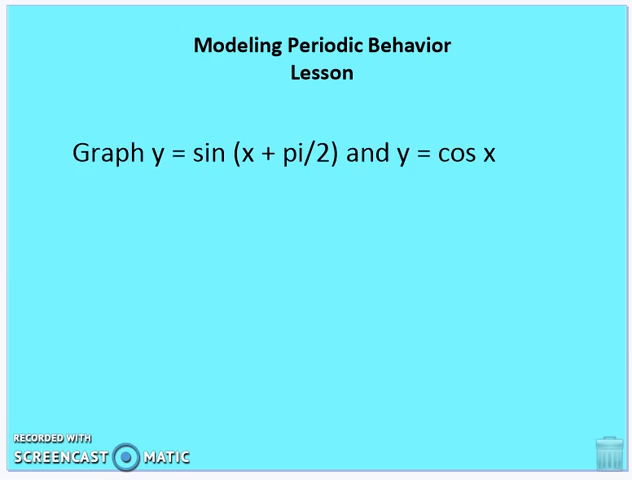 Modeling Periodic Behavior
Lesson
Graph y = sin (x + pi/2) and y = cos x
RECORDED WITH
SCREENCAST MATIC